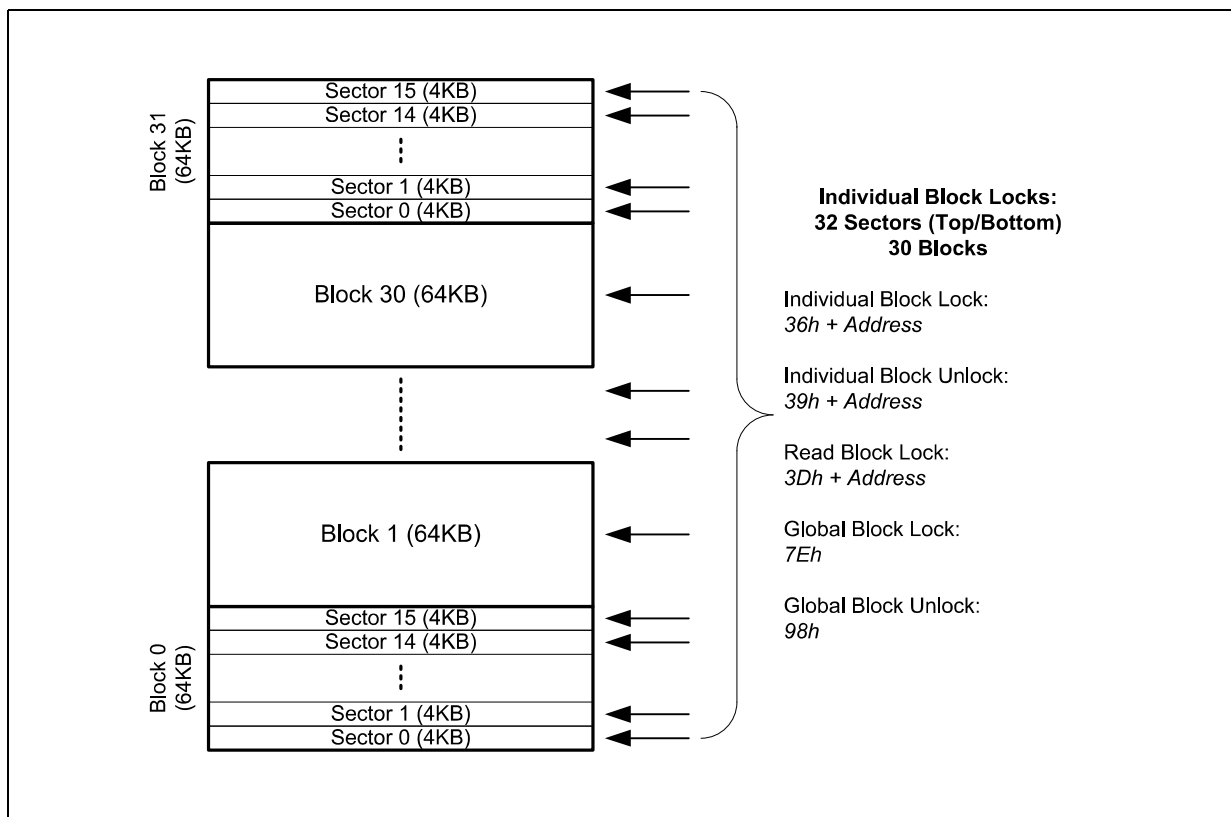 Block 31
(64KB)
Sector 15 (4KB)
Sector 14 (4KB)
Sector 1 (4KB)
Sector 0 (4KB)
Block 30 (64KB)
Block 1 (64KB)
Block 0
(64KB)
Sector 15 (4KB)
Sector 14 (4KB)
Sector 1 (4KB)
Sector 0 (4KB)
Individual Block Locks:
32 Sectors (Top/Bottom)
30 Blocks
Individual Block Lock:
36h + Address
Individual Block Unlock:
39h + Address
Read Block Lock:
3Dh + Address
Global Block Lock:
7Eh
Global Block Unlock:
98h